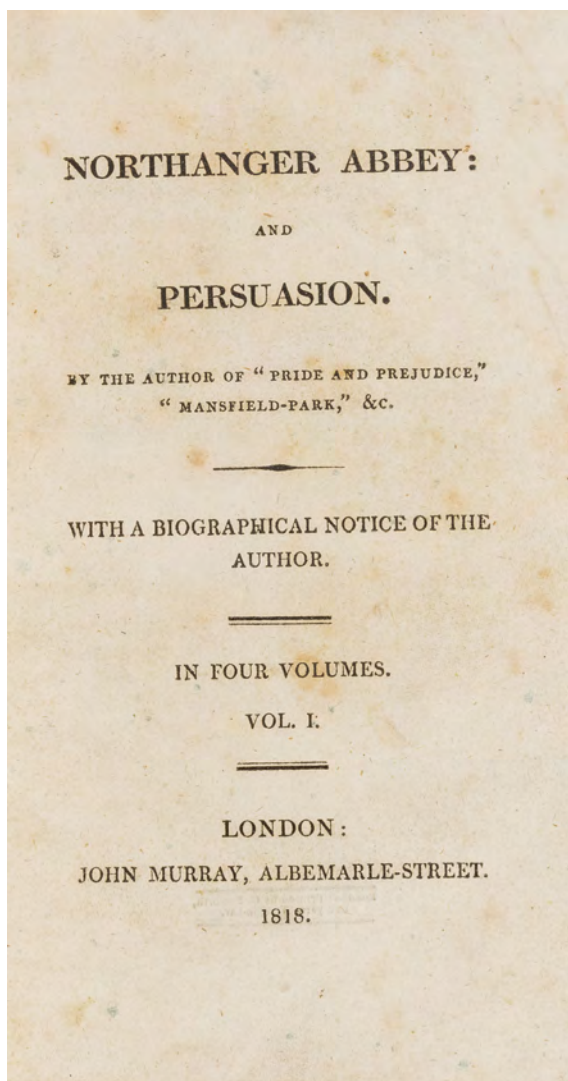 NORTHANGER ABBEY:
AND
PERSUASION.
BY THE AUTHOR OF “ PRIDE AND PREJUDICE,”
“ MANSFIELD-PARK,” &C.
WITH A BIOGRAPHICAL NOTICE OF THE
AUTHOR.
IN FOUR VOLUMES.
VOL. I.
LONDON:
JOHN MURRAY, ALBEMARLE-STREET.
1818.